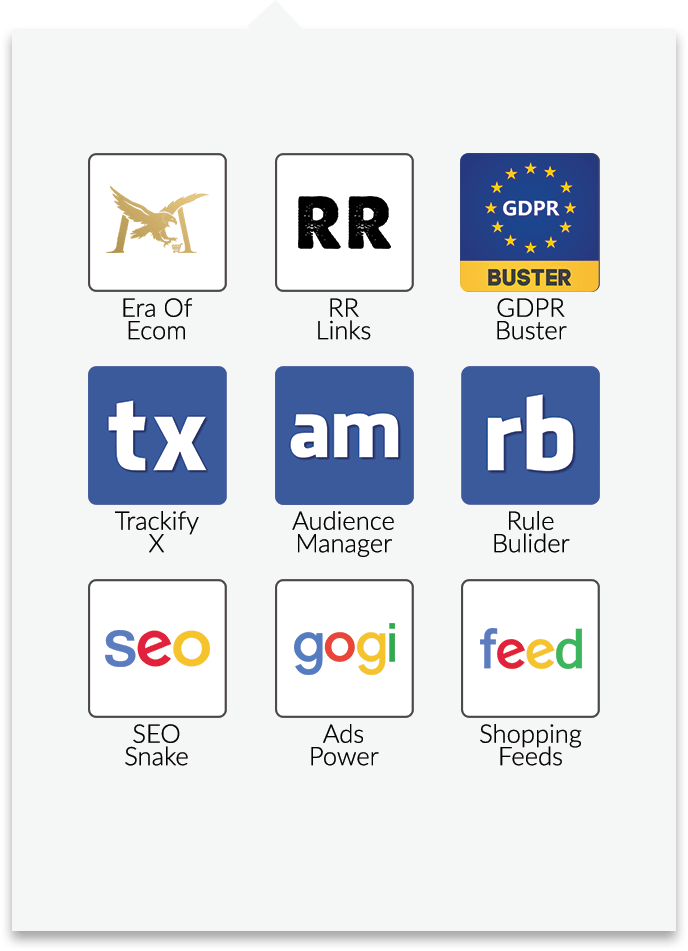 RR
GDPR
BUSTER
Era Of
Ecom
RR
Links
GDPR
Buster
tx
am
rb
Trackify
X
Audience
Manager
Rule
Bulider
seo
gogi
feed
SEO
Snake
Ads
Power
Shopping
Feeds